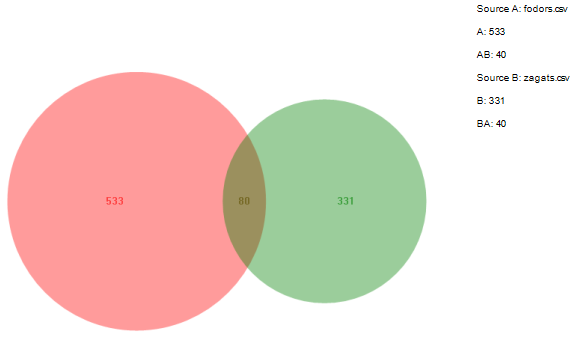 Source A: fodors.csv
A: 533
AB: 40
Source B: zagats.csv
B: 331
BA: 40
533
80
331